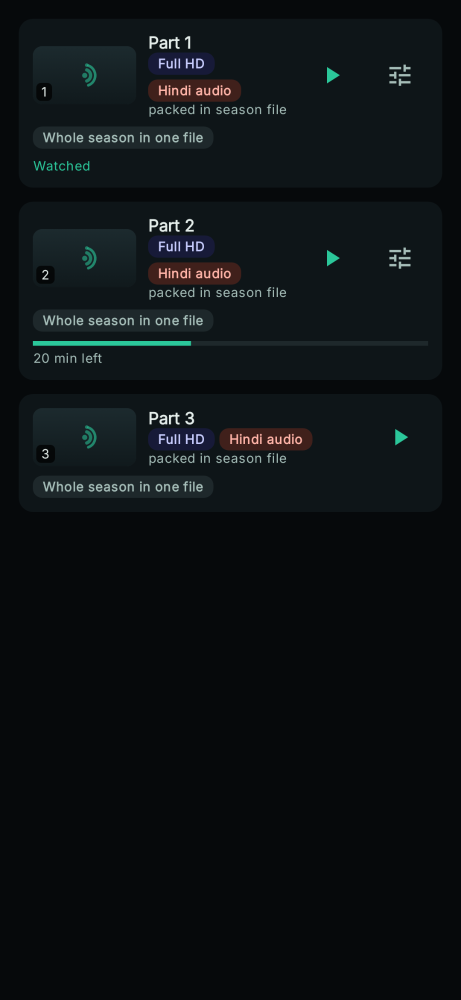 Part 1
Full HD
1
Hindi audio
packed in season file
Whole season in one file
Watched
Part 2
Full HD
2
Hindi audio
packed in season file
Whole season in one file
20 min left
Part 3
Full HD Hindi audio
3
packed in season file
Whole season in one file